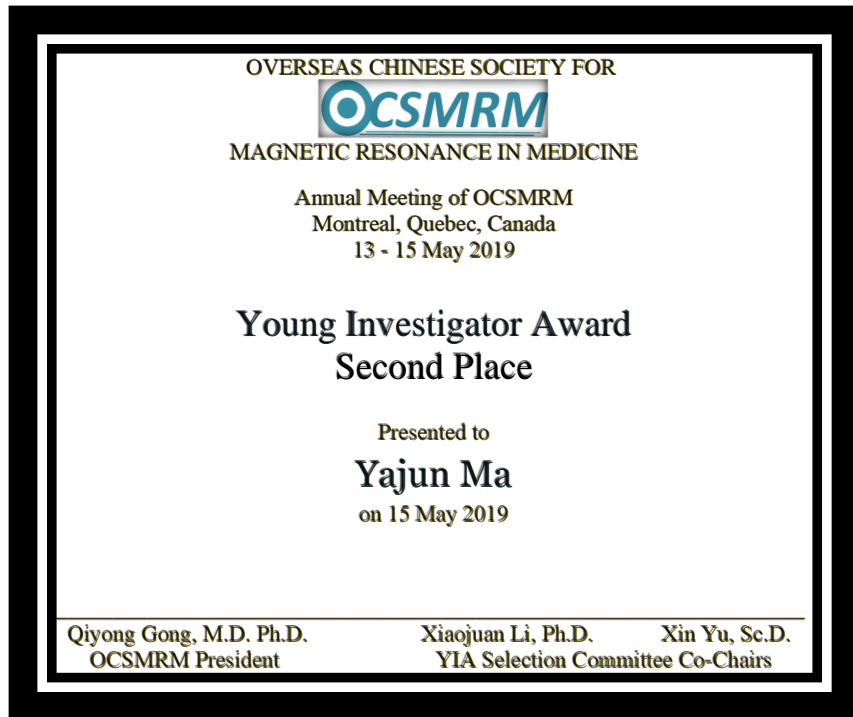 OVERSEAS CHINESE SOCIETY FOR
OCSMRM
MAGNETIC RESONANCE IN MEDICINE
Annual Meeting of OCSMRM
Montreal, Quebec, Canada
13 - 15 May 2019
Young Investigator Award
Second Place
Presented to
Yajun Ma
on 15 May 2019
Qiyong Gong, M.D. Ph.D. Xiaojuan Li, Ph.D. Xin Yu, Sc.D.
OCSMRM President YIA Selection Committee Co-Chairs